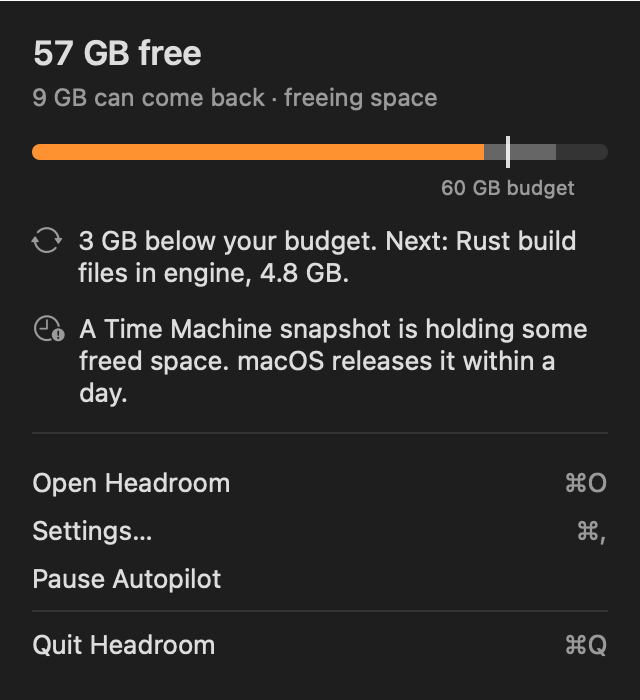 57 GB free
9 GB can come back · freeing space
60 GB budget
3 GB below your budget. Next: Rust build
files in engine, 4.8 GB.
A Time Machine snapshot is holding some
freed space. macOS releases it within a
day.
Open Headroom ⌘O
Settings... ⌘,
Pause Autopilot
Quit Headroom ⌘Q